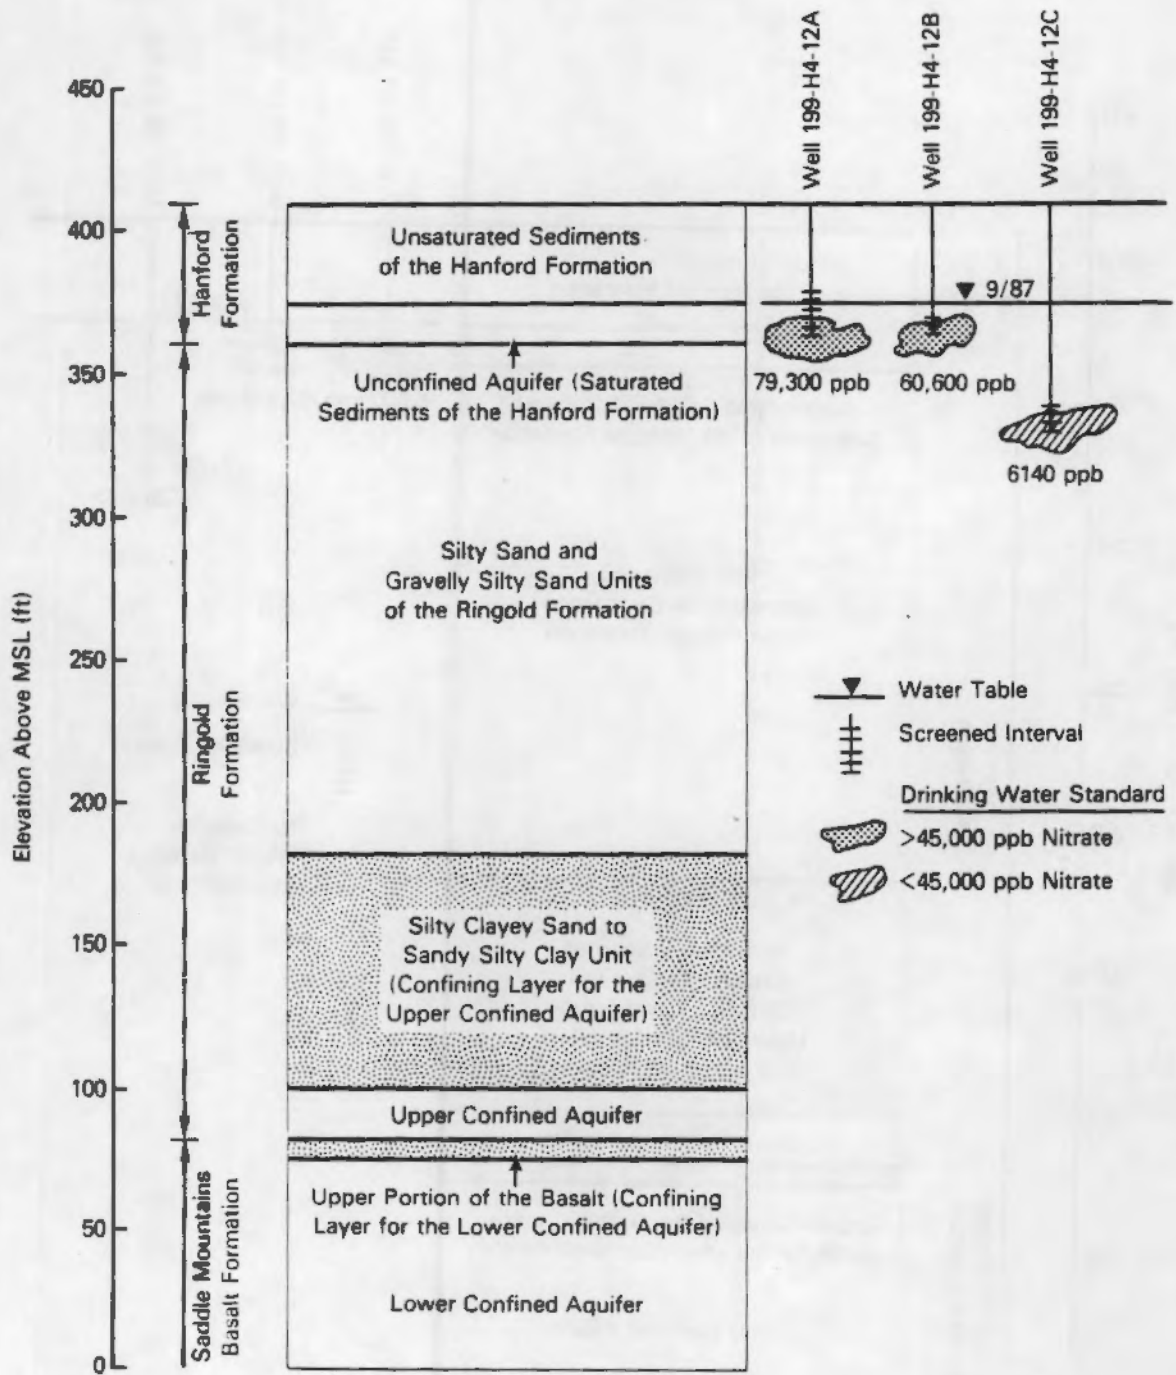 Well 199-H4-12A
Well 199-H4-12B
Well 199-H4-12C
Elevation Above MSL (ft)
450
400
350
300
250
200
150
100
50
0
Hanford
Formation
Ringold
Formation
Saddle Mountains
Basalt Formation
Unsaturated Sediments
of the Hanford Formation
Unconfined Aquifer (Saturated
Sediments of the Hanford Formation)
Silty Sand and
Gravelly Silty Sand Units
of the Ringold Formation
Silty Clayey Sand to
Sandy Silty Clay Unit
(Confining Layer for the
Upper Confined Aquifer)
Upper Confined Aquifer
Upper Portion of the Basalt (Confining
Layer for the Lower Confined Aquifer)
Lower Confined Aquifer
9/87
79,300 ppb
60,600 ppb
6140 ppb
Water Table
Screened Interval
Drinking Water Standard
>45,000 ppb Nitrate
<45,000 ppb Nitrate